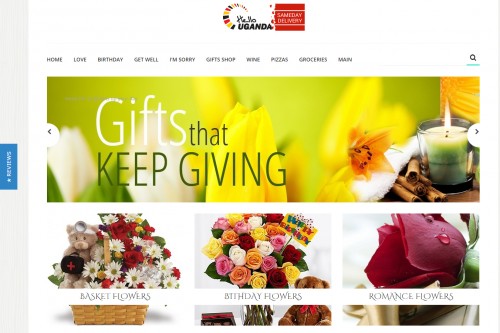 Hello
UGANDA
SAMEDAY
DELIVERY
HOME LOVE BIRTHDAY GET WELL I'M SORRY GIFTS SHOP WINE PIZZAS GROCERIES MAIN
Gifts that
KEEP GIVING
REVIEWS
BASKET FLOWERS BITHDAY FLOWERS ROMANCE FLOWERS